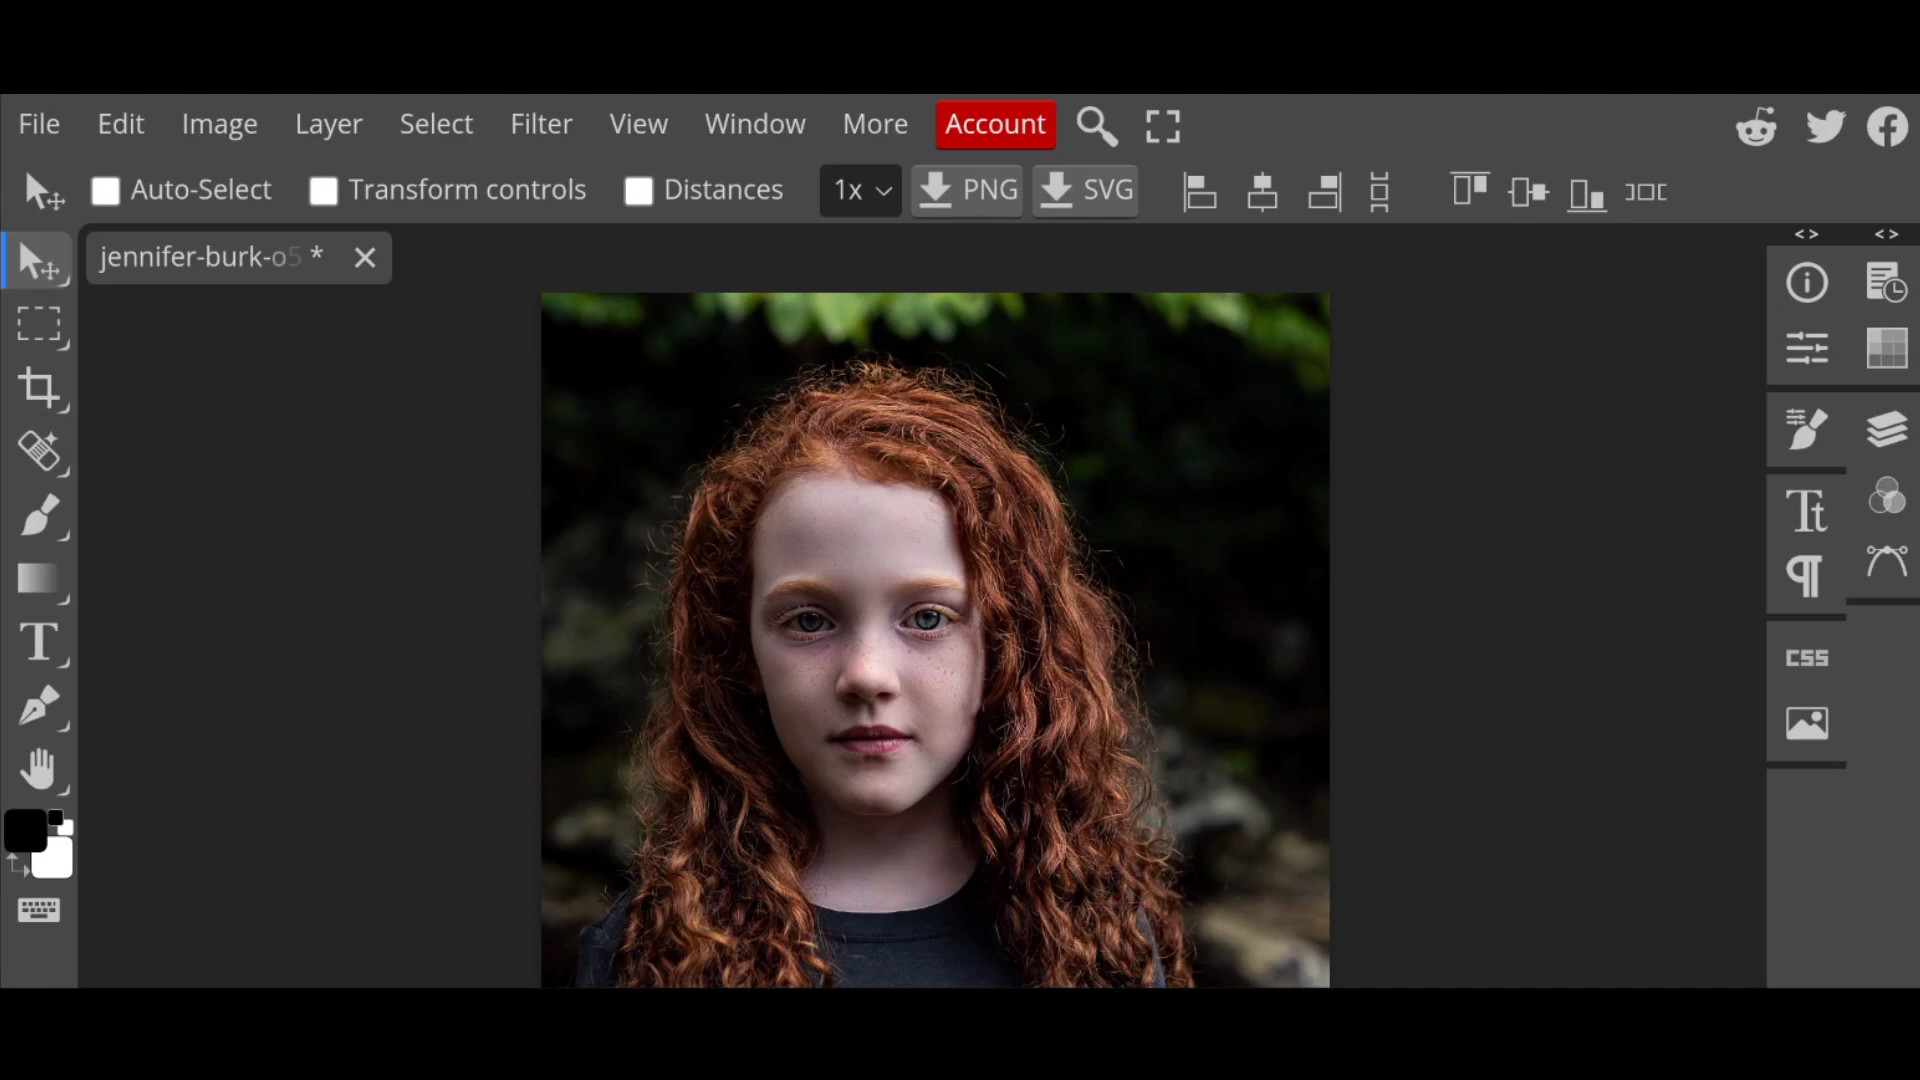 File Edit Image Layer Select Filter View Window More Account
Auto-Select Transform controls Distances 1x PNG SVG
jennifer-burk-o5 *
Tt
T
CSS